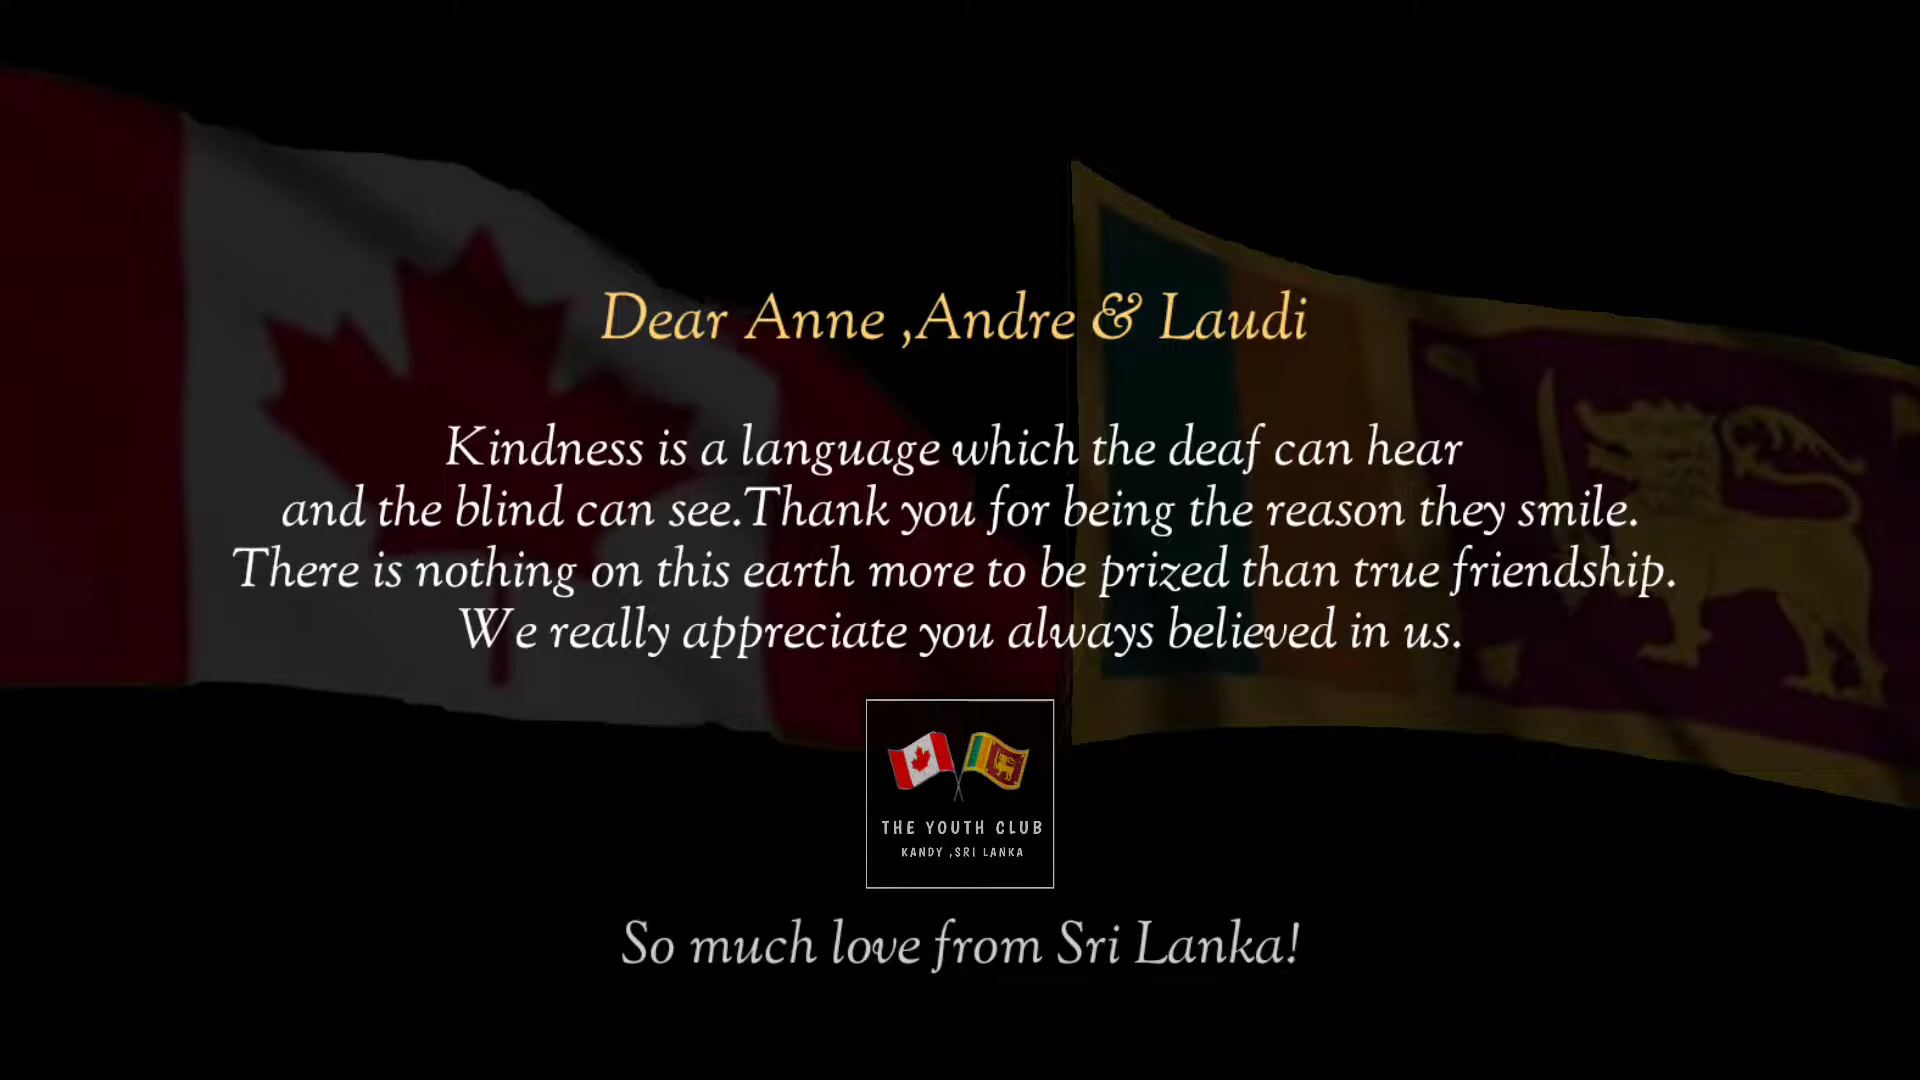 Dear Anne ,Andre & Laudi
Kindness is a language which the deaf can hear
and the blind can see.Thank you for being the reason they smile.
There is nothing on this earth more to be prized than true friendship.
We really appreciate you always believed in us.
THE YOUTH CLUB
KANDY ,SRI LANKA
So much love from Sri Lanka!